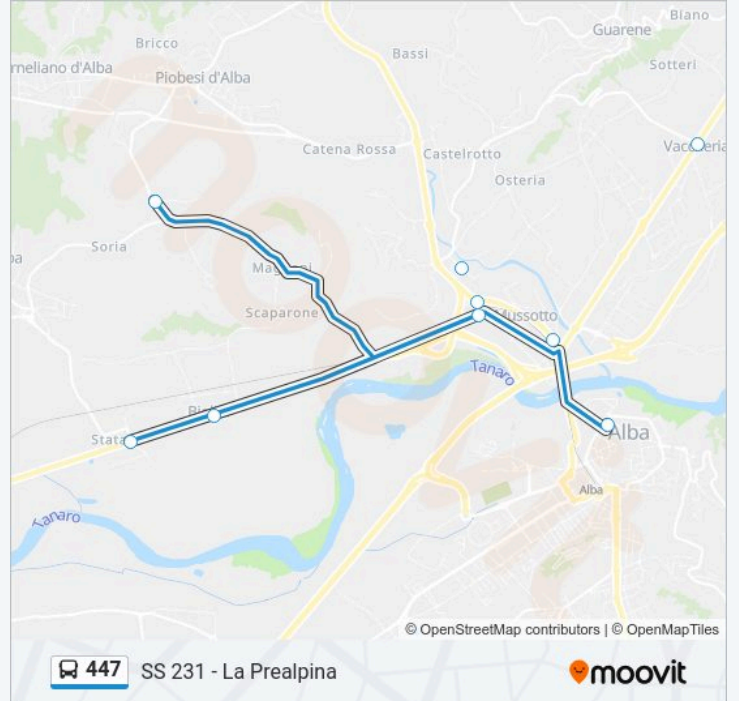 Blano
Bricco
Guarene
Bassi
rneliano d'Alba
Sotteri
Piobesi d'Alba
Catena Rossa
Castelrotto
Osteria
Soria
Scaparone
Mussotto
Tanaro
Alba
Alba
Tanaro
© OpenStreetMap contributors | © OpenMapTiles
447
SS 231 - La Prealpina
moovit